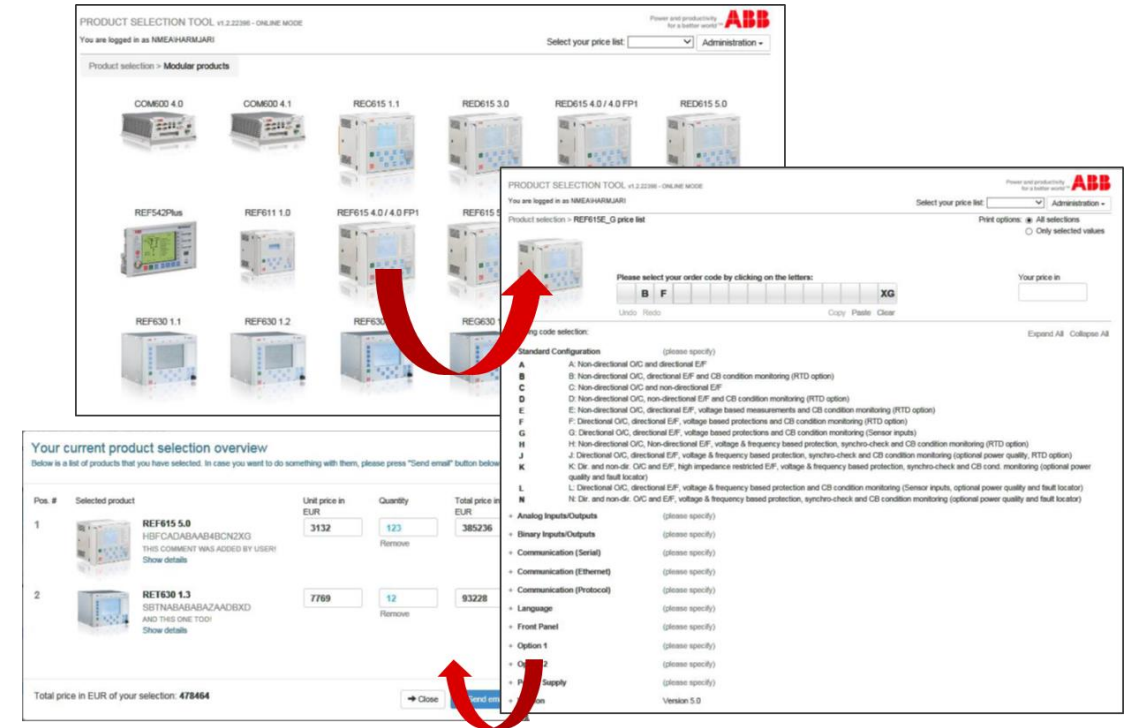 PRODUCT SELECTION TOOL v1.2.22398 - ONLINE MODE
Power and productivity
for a better world™ ABB
You are logged in as NMEA\HARMJARI
Select your price list:
Administration
Product selection > Modular products
COM600 4.0
COM600 4.1
REC615 1.1
RED615 3.0
RED615 4.0 / 4.0 FP1
RED615 5.0
REF542Plus
REF611 1.0
REF615 4.0 / 4.0 FP1
REF615 5
REF630 1.1
REF630 1.2
REF630
REG630 1
PRODUCT SELECTION TOOL v1.2.22398 - ONLINE MODE
Power and productivity
for a better world™ ABB
You are logged in as NMEA\HARMJARI
Select your price list:
Administration
Product selection > REF615E_G price list
Print options: All selections
Only selected values
Please select your order code by clicking on the letters:
Your price in
B F XG
Undo Redo Copy Paste Clear
code selection:
Expand All Collapse All
Standard Configuration (please specify)
A A: Non-directional O/C and directional E/F
B B: Non-directional O/C, directional E/F and CB condition monitoring (RTD option)
C C: Non-directional O/C and non-directional E/F
D D: Non-directional O/C, non-directional E/F and CB condition monitoring (RTD option)
E E: Non-directional O/C, directional E/F, voltage based measurements and CB condition monitoring (RTD option)
F F: Directional O/C, directional E/F, voltage based protections and CB condition monitoring (RTD option)
G G: Directional O/C, directional E/F, voltage based protections and CB condition monitoring (Sensor inputs)
H H: Non-directional O/C, Non-directional E/F, voltage & frequency based protection, synchro-check and CB condition monitoring (RTD option)
J J: Directional O/C, directional E/F, voltage & frequency based protection, synchro-check and CB condition monitoring (optional power quality, RTD option)
K K: Dir. and non-dir. O/C and E/F, high impedance restricted E/F, voltage & frequency based protection, synchro-check and CB cond. monitoring (optional power
quality and fault locator)
L L: Directional O/C, directional E/F, voltage & frequency based protection and CB condition monitoring (Sensor inputs, optional power quality and fault locator)
N N: Dir. and non-dir. O/C and E/F, voltage & frequency based protection, synchro-check and CB condition monitoring (optional power quality and fault locator)
+ Analog Inputs/Outputs (please specify)
+ Binary Inputs/Outputs (please specify)
+ Communication (Serial) (please specify)
+ Communication (Ethernet) (please specify)
+ Communication (Protocol) (please specify)
+ Language (please specify)
+ Front Panel (please specify)
+ Option 1 (please specify)
+ 2 (please specify)
+ Supply (please specify)
+ Version 5.0
Your current product selection overview
Below is a list of products that you have selected. In case you want to do something with them, please press "Send email" button below
Pos. # Selected product Unit price in
EUR Quantity Total price in
EUR
1 REF615 5.0 3132 123 385236
HBFCADABAAB4BCN2XG Remove
THIS COMMENT WAS ADDED BY USER!
Show details
2 RET630 1.3 7769 12 93228
SBTNABABABAZAADBXD Remove
AND THIS ONE TOO!
Show details
Total price in EUR of your selection: 478464
Close
Send em